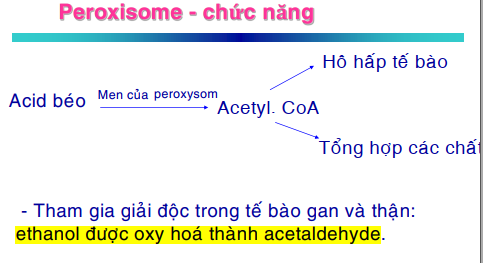 Peroxisome - chức năng
Hô hấp tế bào
Acid béo
Men của peroxysom
Acetyl. CoA
Tổng hợp các chất
- Tham gia giải độc trong tế bào gan và thận:
ethanol được oxy hoá thành acetaldehyde.